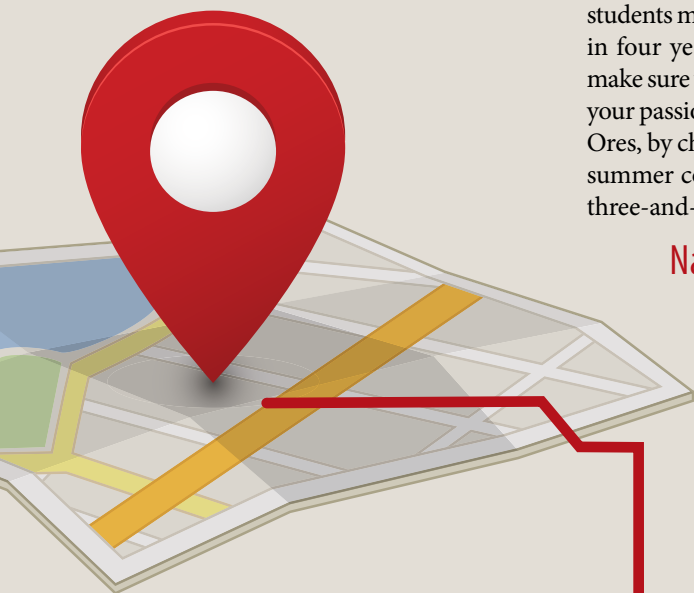 students m
in four ye
make sure
your passio
Ores, by ch
summer co
three-and-
Na